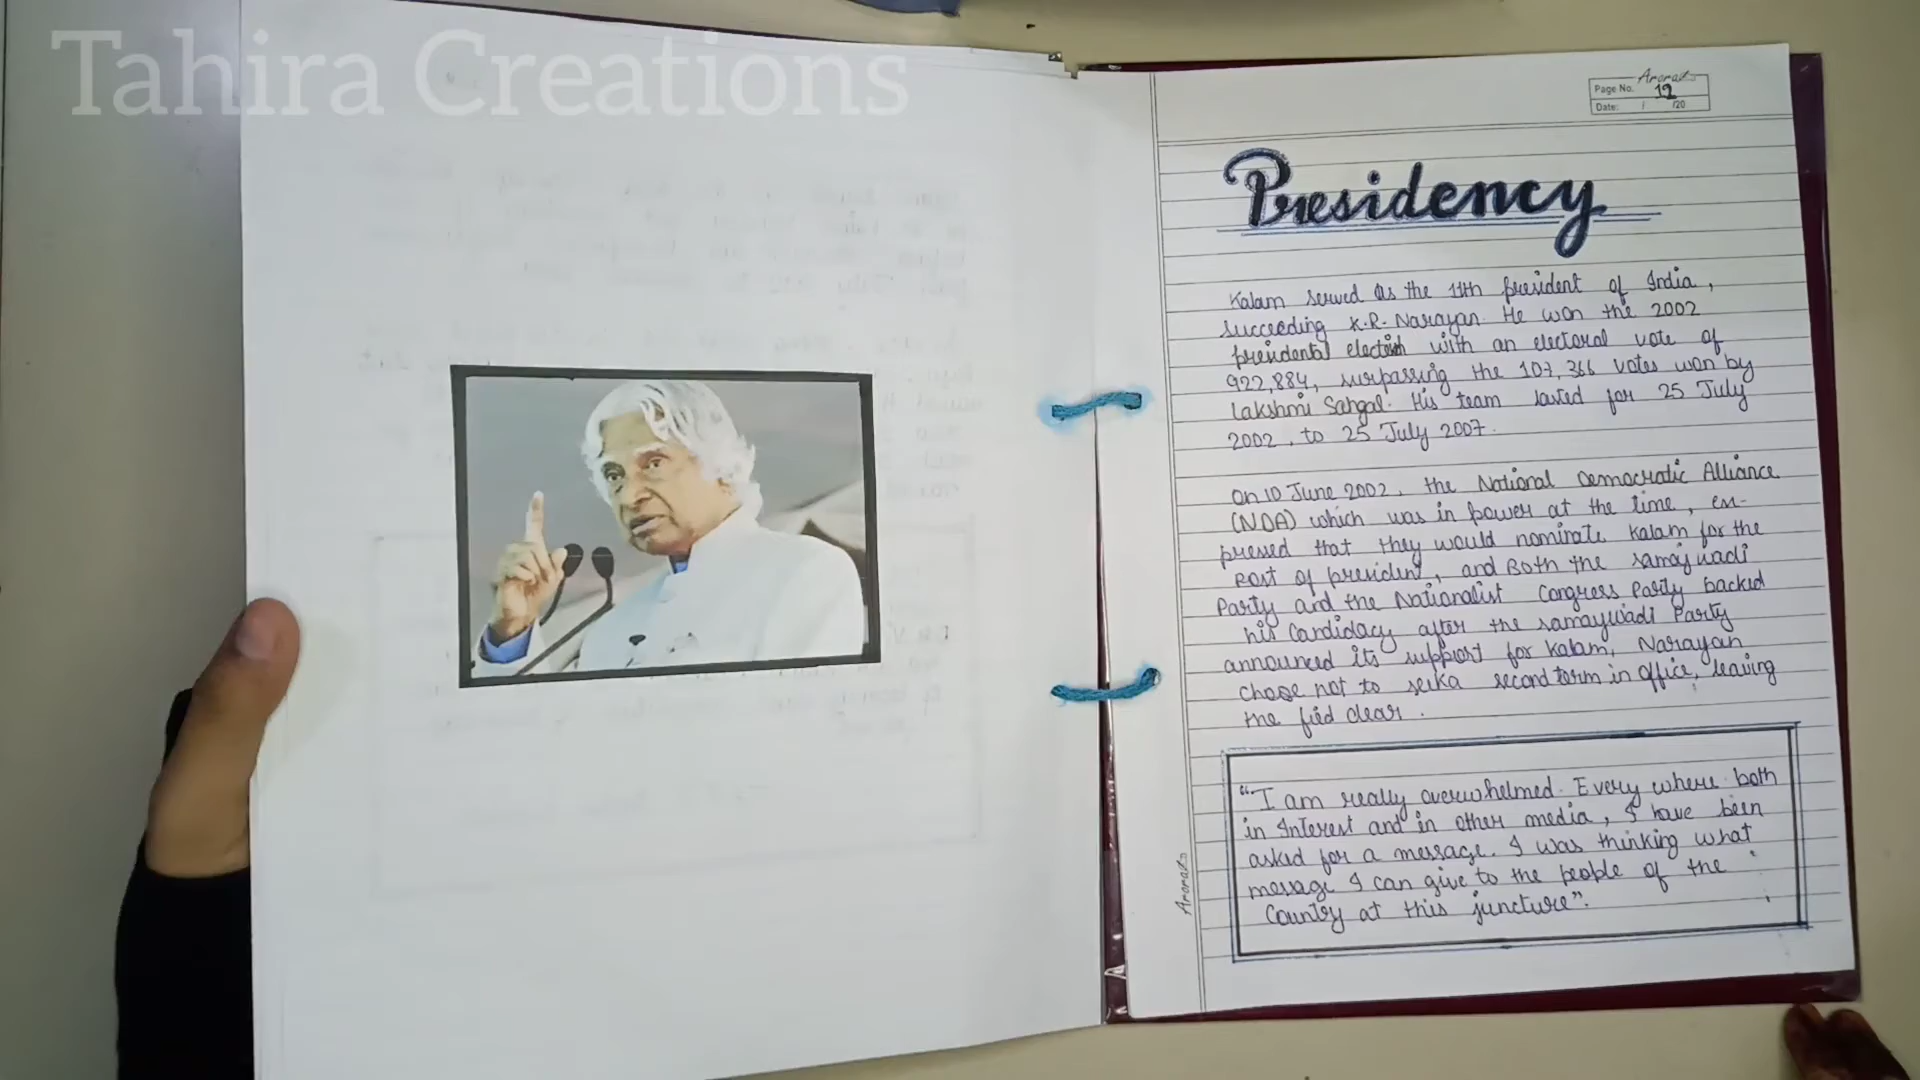 Tahira Creations
Aroraz
Page No. 12
Date: / /20
Presidency
Kalam served as the 11th president of India,
succeeding K.R. Narayan. He won the 2002
presidental election with an electoral vote of
922,884, surpassing the 107,366 votes won by
Lakshmi Sahgal. His team lasted for 25 July
2002, to 25 July 2007.
On 10 June 2002, the National Democratic Alliance
(NDA) which was in power at the time, ex-
pressed that they would nominate Kalam for the
Post of president, and Both the Samajwadi
Party and the Nationalist Congress Party backed
his Candidacy after the Samajwadi Party
announced its support for Kalam, Narayan
chose not to seek a second term in office, leaving
the field clear.
"I am really overwhelmed. Every where both
in Interest and in other media, I have been
asked for a message. I was thinking what
message I can give to the people of the
Country at this juncture".
Aroraz